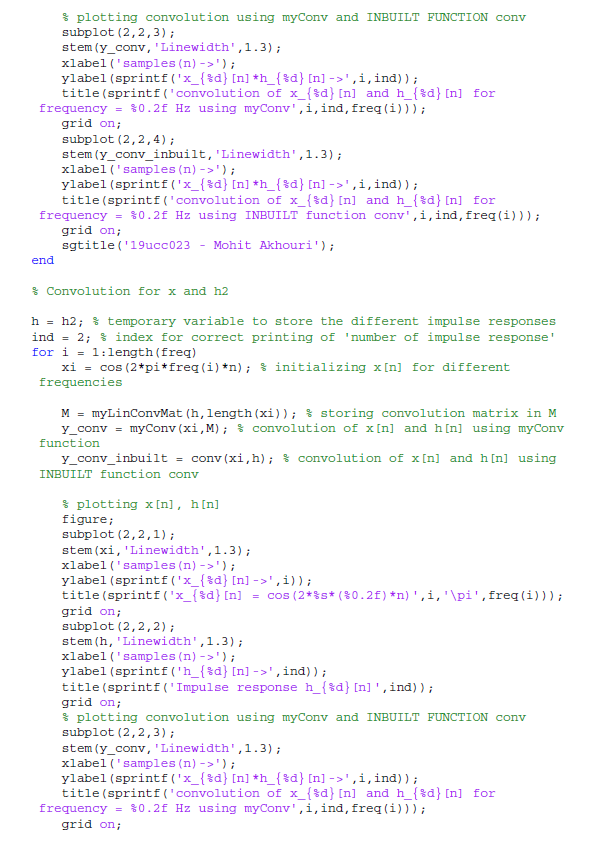 % plotting convolution using myConv and INBUILT FUNCTION conv
subplot(2,2,3);
stem(y_conv,'Linewidth',1.3);
xlabel('samples(n)->');
ylabel(sprintf('x_{%d}[n]*h_{%d}[n]->',i,ind));
title(sprintf('convolution of x_{%d}[n] and h_{%d}[n] for
frequency = %0.2f Hz using myConv',i,ind,freq(i)));
grid on;
subplot(2,2,4);
stem(y_conv_inbuilt,'Linewidth',1.3);
xlabel('samples(n)->');
ylabel(sprintf('x_{%d}[n]*h_{%d}[n]->',i,ind));
title(sprintf('convolution of x_{%d}[n] and h_{%d}[n] for
frequency = %0.2f Hz using INBUILT function conv',i,ind,freq(i)));
grid on;
sgtitle('19ucc023 - Mohit Akhouri');
end
% Convolution for x and h2
h = h2; % temporary variable to store the different impulse responses
ind = 2; % index for correct printing of 'number of impulse response'
for i = 1:length(freq)
xi = cos(2*pi*freq(i)*n); % initializing x[n] for different
frequencies
M = myLinConvMat(h,length(xi)); % storing convolution matrix in M
y_conv = myConv(xi,M); % convolution of x[n] and h[n] using myConv
function
y_conv_inbuilt = conv(xi,h); % convolution of x[n] and h[n] using
INBUILT function conv
% plotting x[n], h[n]
figure;
subplot(2,2,1);
stem(xi,'Linewidth',1.3);
xlabel('samples(n)->');
ylabel(sprintf('x_{%d}[n]->',i));
title(sprintf('x_{%d}[n] = cos(2*%s*(%0.2f)*n)',i,'\pi',freq(i)));
grid on;
subplot(2,2,2);
stem(h,'Linewidth',1.3);
xlabel('samples(n)->');
ylabel(sprintf('h_{%d}[n]->',ind));
title(sprintf('Impulse response h_{%d}[n]',ind));
grid on;
% plotting convolution using myConv and INBUILT FUNCTION conv
subplot(2,2,3);
stem(y_conv,'Linewidth',1.3);
xlabel('samples(n)->');
ylabel(sprintf('x_{%d}[n]*h_{%d}[n]->',i,ind));
title(sprintf('convolution of x_{%d}[n] and h_{%d}[n] for
frequency = %0.2f Hz using myConv',i,ind,freq(i)));
grid on;